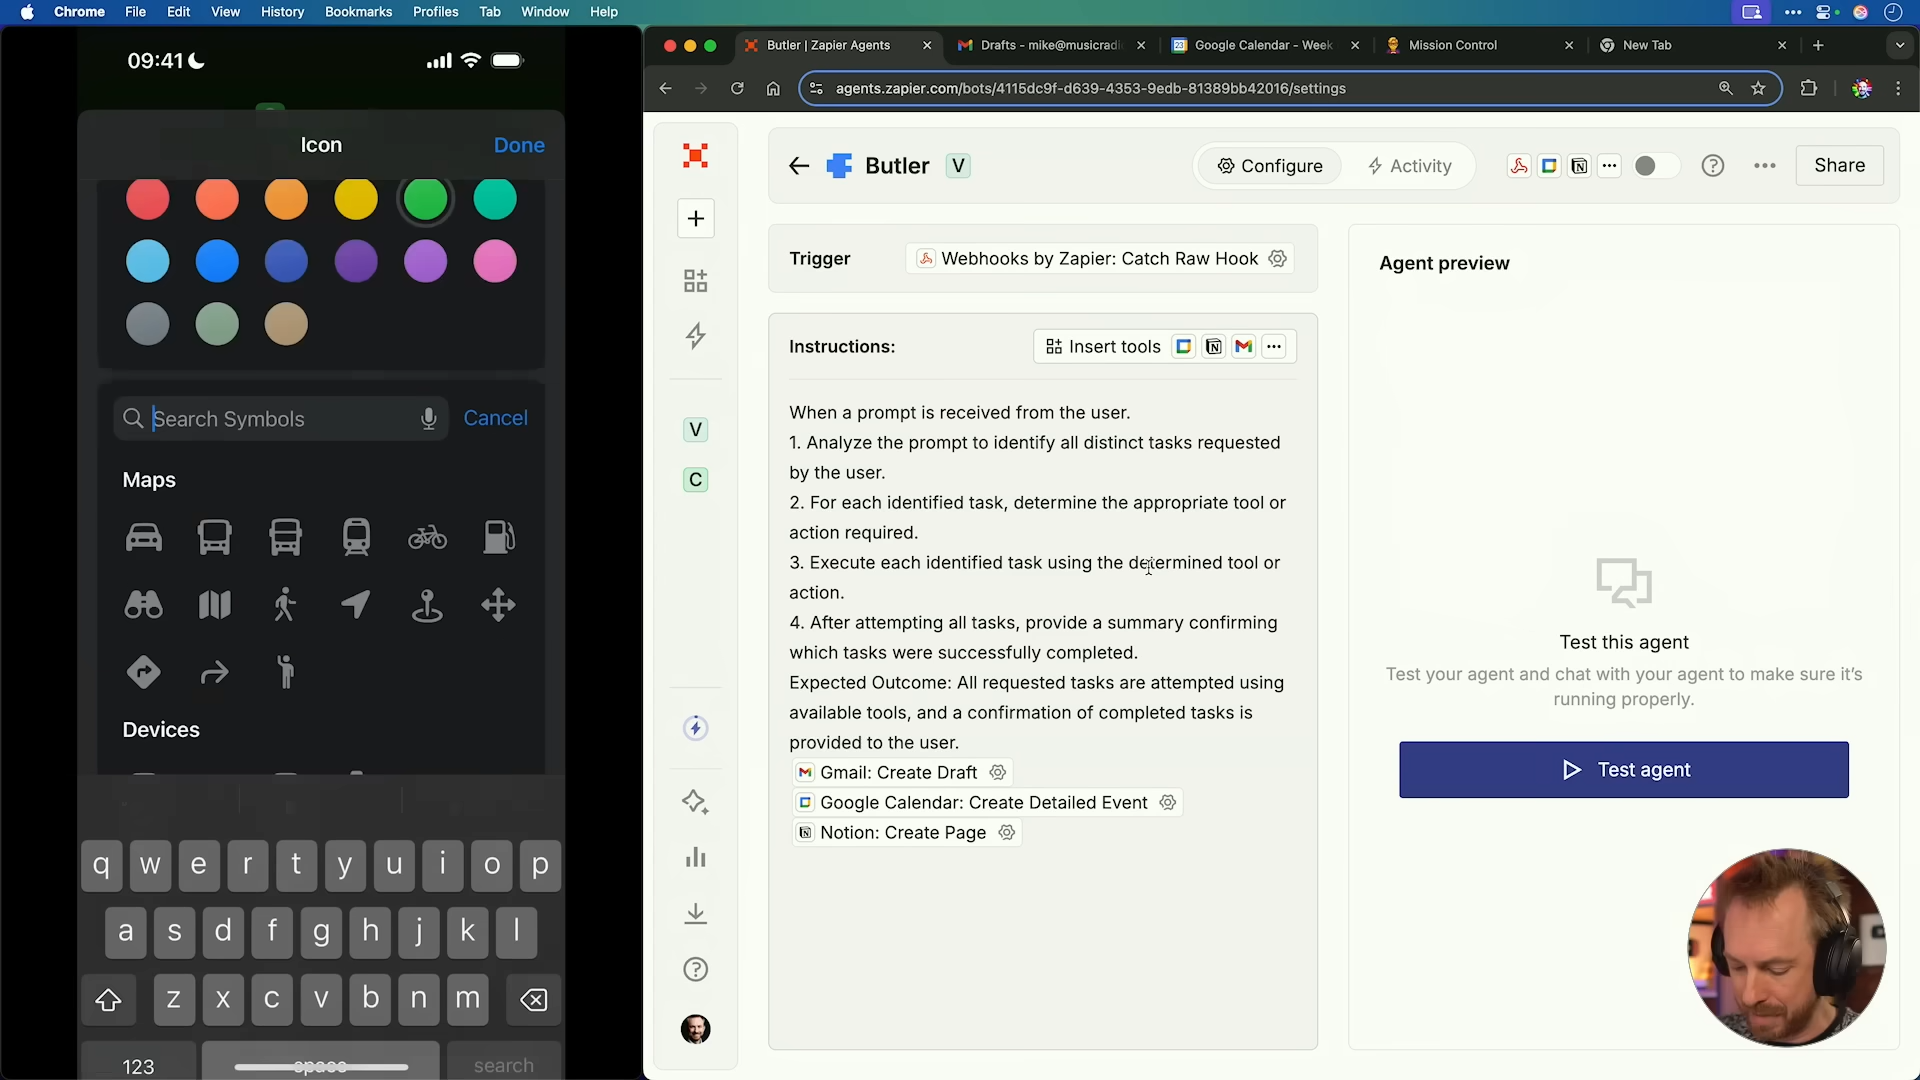 Chrome File Edit View History Bookmarks Profiles Tab Window Help
09:41
Icon
Done
Search Symbols
Cancel
Maps
Devices
q w e r t y u i o p
a s d f g h j k l
z x c v b n m
123 space search
Butler | Zapier Agents
Drafts - mike@musicradi
Google Calendar - Week
Mission Control
New Tab
agents.zapier.com/bots/4115dc9f-d639-4353-9edb-81389bb42016/settings
Butler V
Configure
Activity
Share
V
C
Trigger
Webhooks by Zapier: Catch Raw Hook
Instructions:
Insert tools
When a prompt is received from the user.
1. Analyze the prompt to identify all distinct tasks requested
by the user.
2. For each identified task, determine the appropriate tool or
action required.
3. Execute each identified task using the determined tool or
action.
4. After attempting all tasks, provide a summary confirming
which tasks were successfully completed.
Expected Outcome: All requested tasks are attempted using
available tools, and a confirmation of completed tasks is
provided to the user.
Gmail: Create Draft
Google Calendar: Create Detailed Event
Notion: Create Page
Agent preview
Test this agent
Test your agent and chat with your agent to make sure it's
running properly.
Test agent